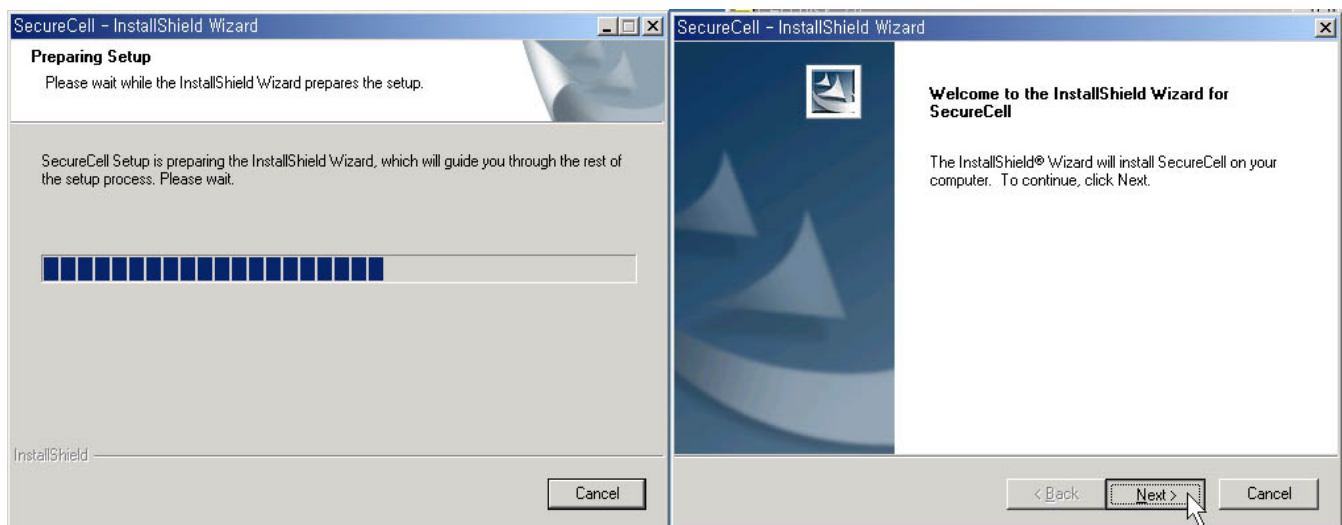 SecureCell - InstallShield Wizard
Preparing Setup
Please wait while the InstallShield Wizard prepares the setup.
SecureCell Setup is preparing the InstallShield Wizard, which will guide you through the rest of
the setup process. Please wait.
InstallShield
Cancel
SecureCell - InstallShield Wizard
Welcome to the InstallShield Wizard for
SecureCell
The InstallShield® Wizard will install SecureCell on your
computer. To continue, click Next.
< Back Next > Cancel